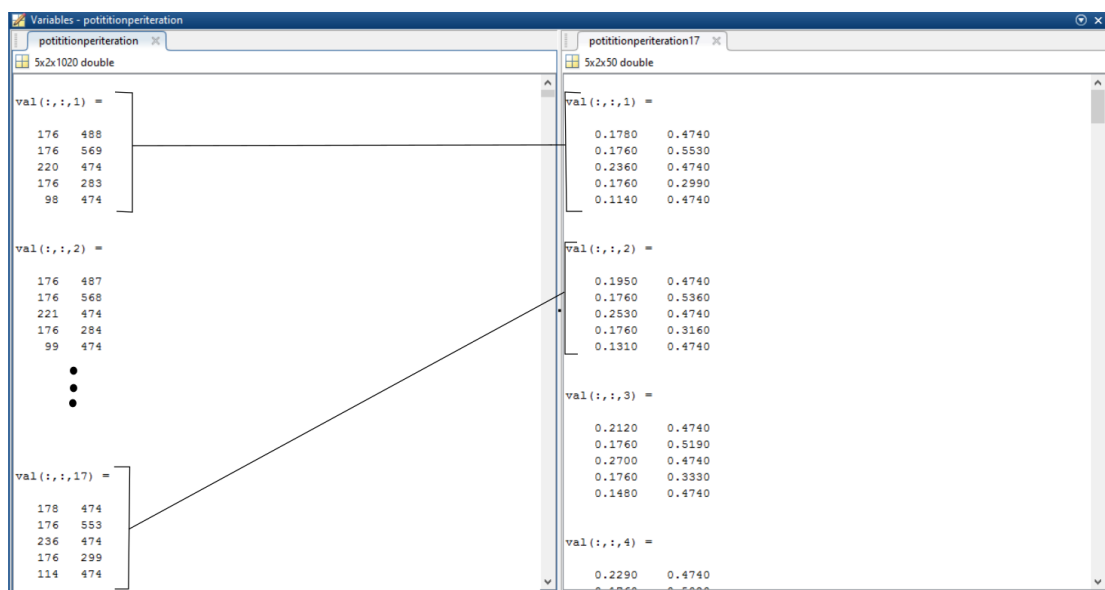 Variables - potititionperiteration
potititionperiteration
5x2x1020 double
val(:,:,1) =
176 488
176 569
220 474
176 283
98 474
val(:,:,2) =
176 487
176 568
221 474
176 284
99 474
val(:,:,17) =
178 474
176 553
236 474
176 299
114 474
potititionperiteration17
5x2x50 double
val(:,:,1) =
0.1780 0.4740
0.1760 0.5530
0.2360 0.4740
0.1760 0.2990
0.1140 0.4740
val(:,:,2) =
0.1950 0.4740
0.1760 0.5360
0.2530 0.4740
0.1760 0.3160
0.1310 0.4740
val(:,:,3) =
0.2120 0.4740
0.1760 0.5190
0.2700 0.4740
0.1760 0.3330
0.1480 0.4740
val(:,:,4) =
0.2290 0.4740